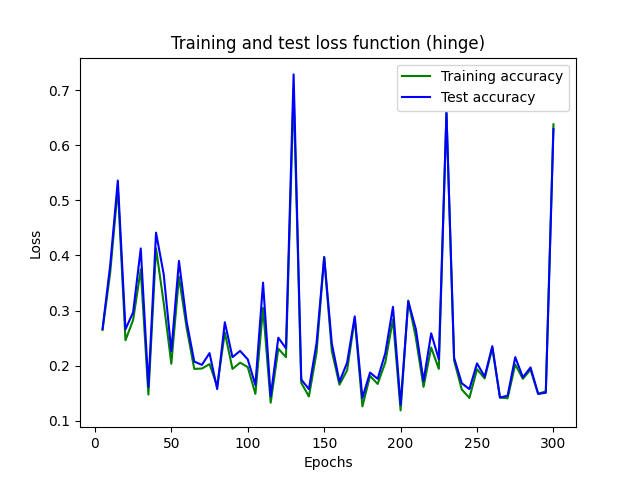 Training and test loss function (hinge)
Training accuracy
Test accuracy
Loss
0.7
0.6
0.5
0.4
0.3
0.2
0.1
0 50 100 150 200 250 300
Epochs